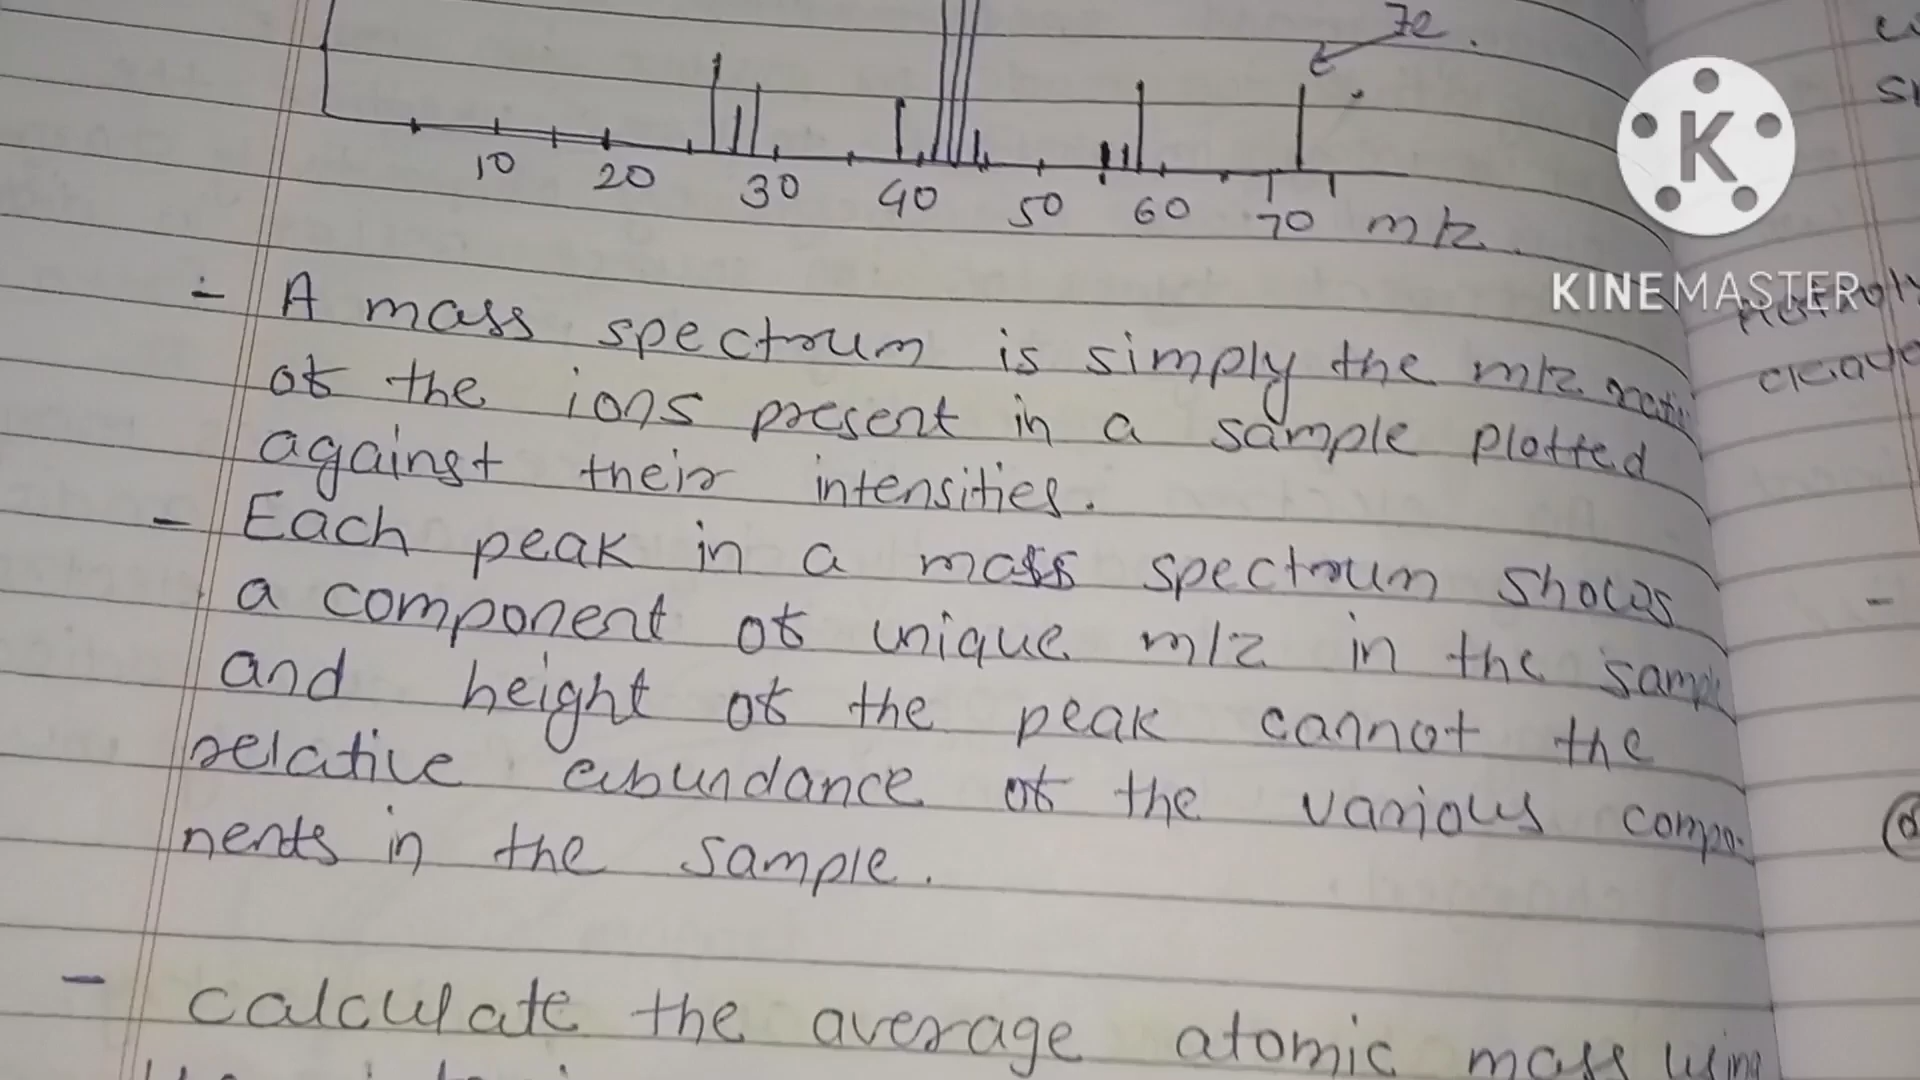 72.
10 20 30 40 50 60 70 m/z.
K
KINEMASTER
- A mass spectrum is simply the m/z
of the ions present in a sample plotted
against their intensities.
- Each peak in a mass spectrum shows
a component of unique m/z in the sample
and height of the peak cannot the
relative abundance of the various compo-
nents in the sample.
- calculate the average atomic mass using